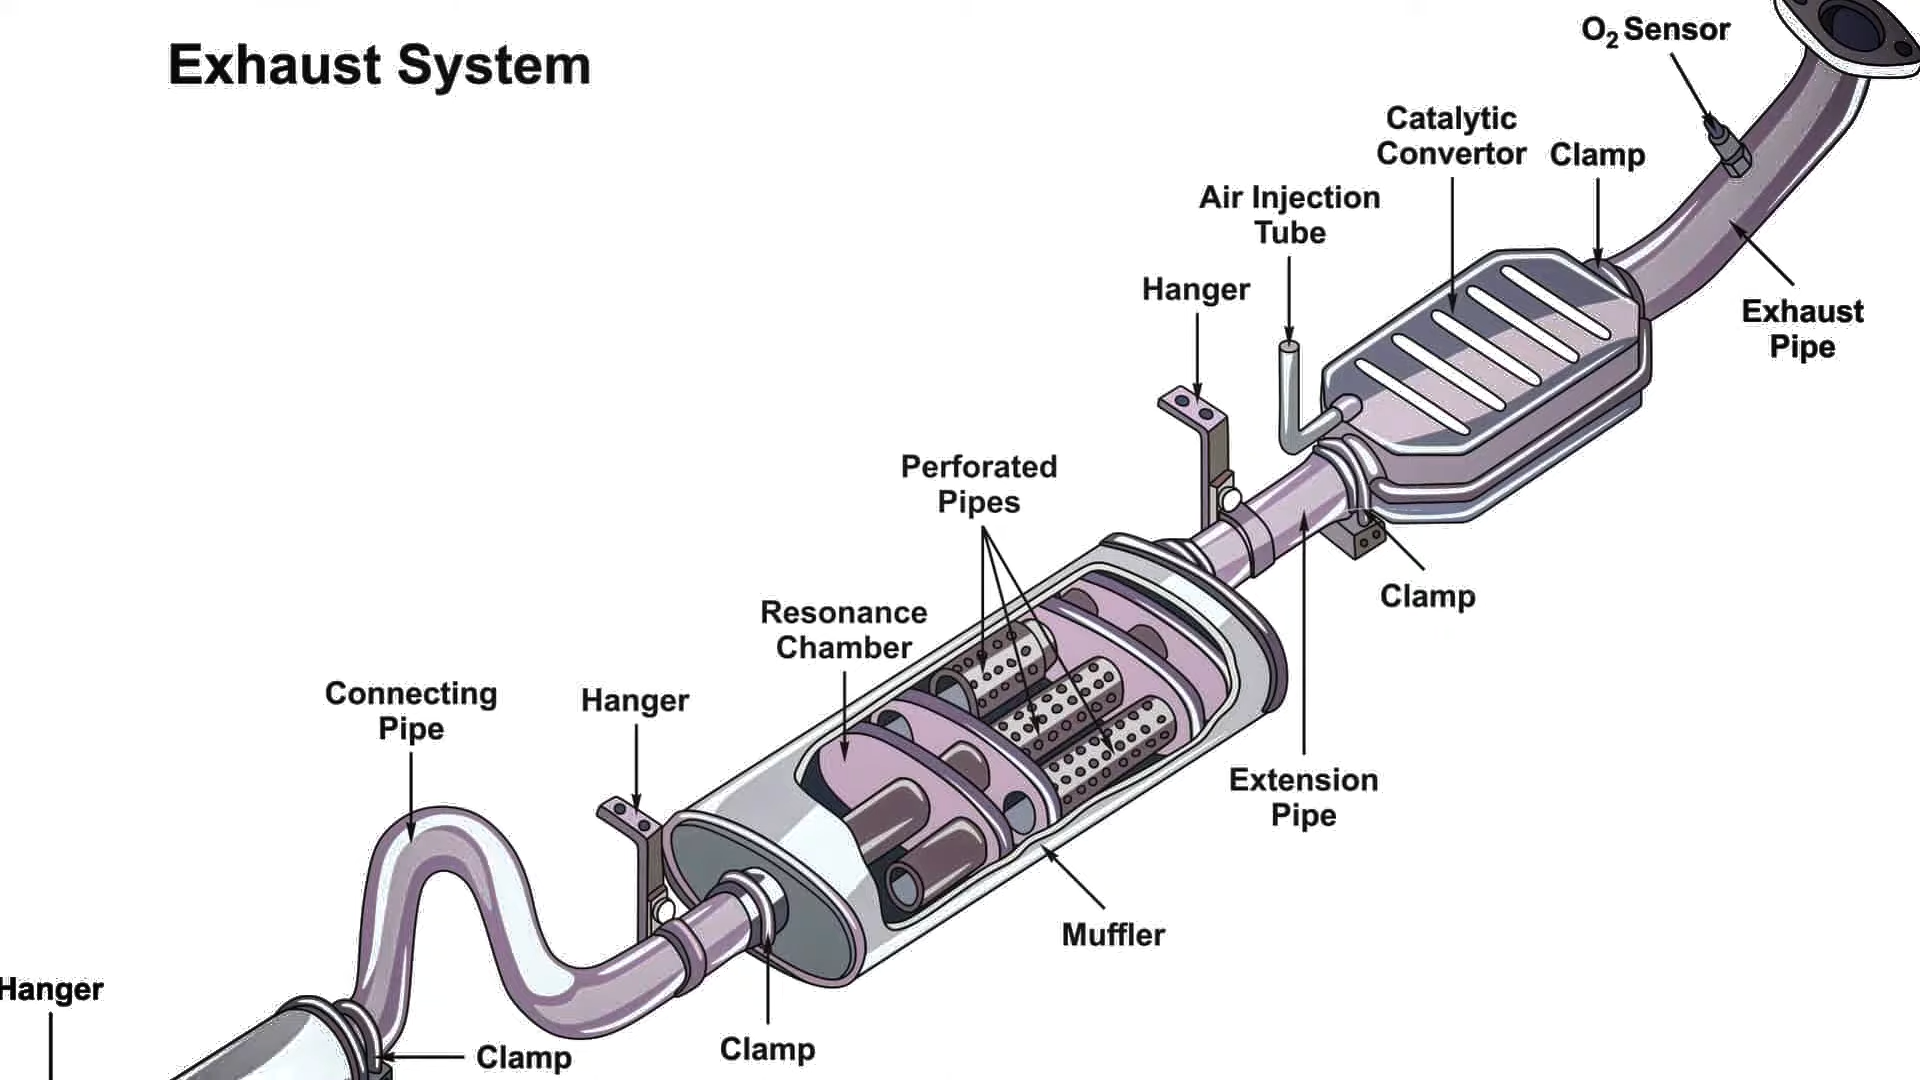 Exhaust System
O₂ Sensor
Catalytic
Convertor
Clamp
Air Injection
Tube
Hanger
Exhaust
Pipe
Perforated
Pipes
Clamp
Resonance
Chamber
Connecting
Pipe
Hanger
Extension
Pipe
Muffler
Hanger
Clamp
Clamp